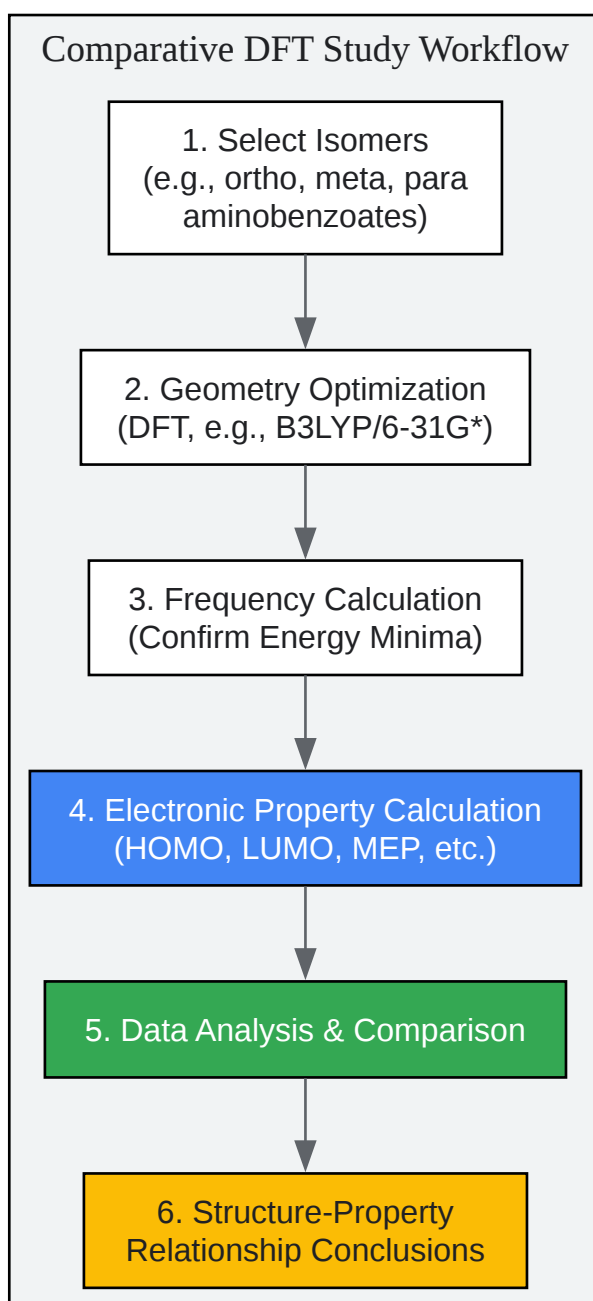 Comparative DFT Study Workflow
1. Select Isomers
(e.g., ortho, meta, para
aminobenzoates)
2. Geometry Optimization
(DFT, e.g., B3LYP/6-31G*)
3. Frequency Calculation
(Confirm Energy Minima)
4. Electronic Property Calculation
(HOMO, LUMO, MEP, etc.)
5. Data Analysis & Comparison
6. Structure-Property
Relationship Conclusions